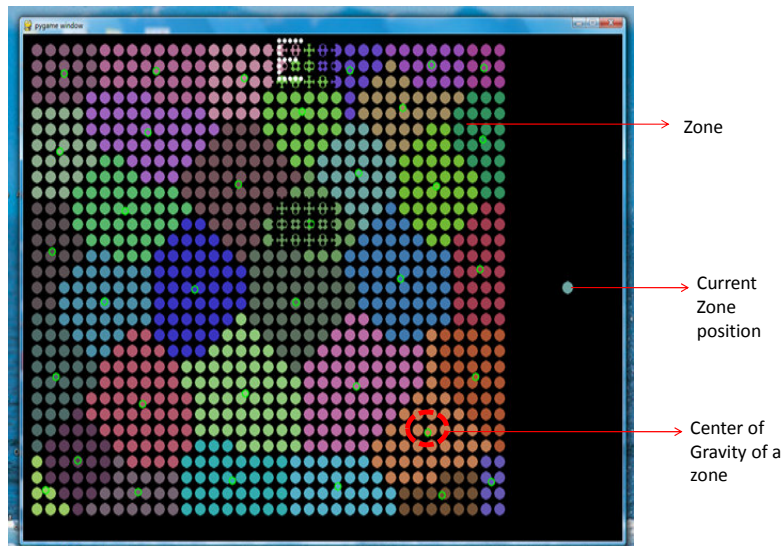 pygame window
Zone
Current
Zone
position
Center of
Gravity of a
zone